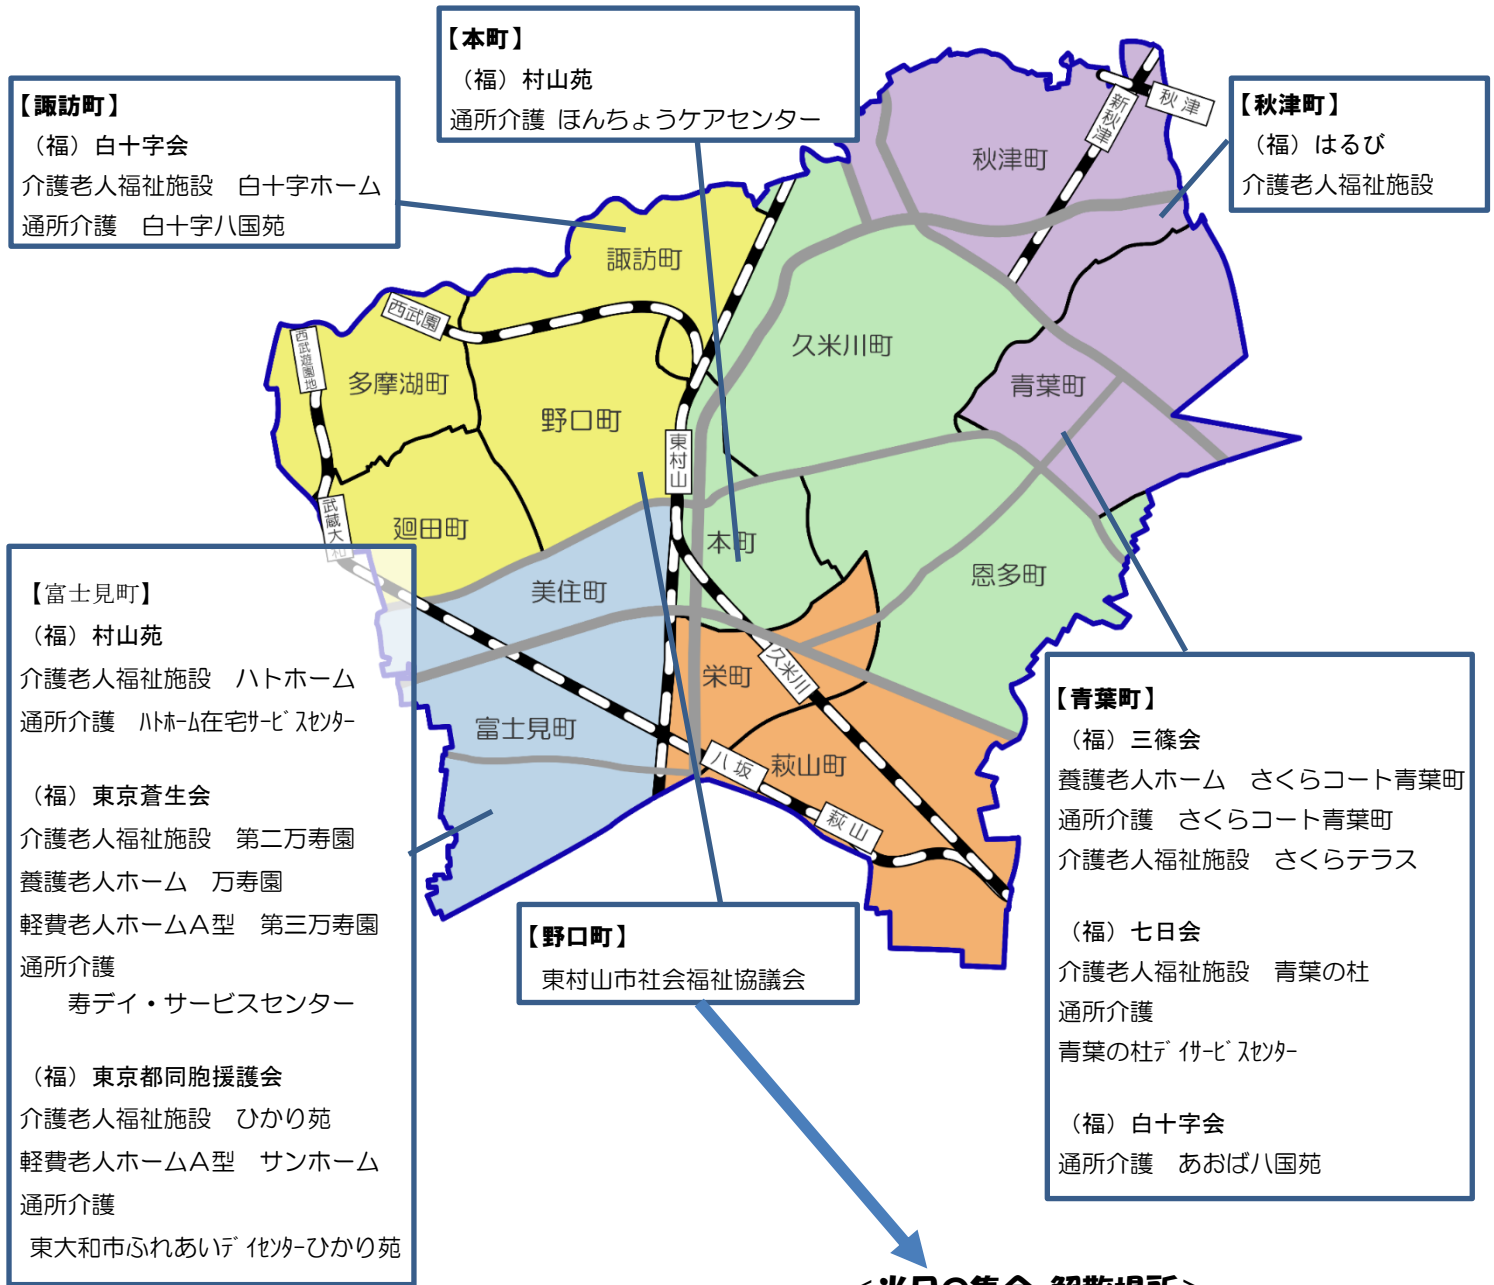 【本町】
（福）村山苑
通所介護 ほんちょうケアセンター
【諏訪町】
（福）白十字会
介護老人福祉施設　白十字ホーム
通所介護　白十字八国苑
【秋津町】
（福）はるび
介護老人福祉施設
秋津
新秋津
秋津町
諏訪町
西武園
西武遊園地
多摩湖町
久米川町
青葉町
野口町
東村山
武蔵大和
廻田町
本町
恩多町
美住町
久米川
栄町
富士見町
八坂
萩山町
萩山
【富士見町】
（福）村山苑
介護老人福祉施設　ハトホーム
通所介護　ﾊﾄﾎｰﾑ在宅ｻｰﾋﾞｽｾﾝﾀｰ
（福）東京蒼生会
介護老人福祉施設　第二万寿園
養護老人ホーム　万寿園
軽費老人ホームＡ型　第三万寿園
通所介護
寿デイ・サービスセンター
（福）東京都同胞援護会
介護老人福祉施設　ひかり苑
軽費老人ホームＡ型　サンホーム
通所介護
東大和市ふれあいﾃﾞｲｾﾝﾀｰひかり苑
【野口町】
東村山市社会福祉協議会
【青葉町】
（福）三篠会
養護老人ホーム　さくらコート青葉町
通所介護　さくらコート青葉町
介護老人福祉施設　さくらテラス
（福）七日会
介護老人福祉施設　青葉の杜
通所介護
青葉の杜ﾃﾞｲｻｰﾋﾞｽｾﾝﾀｰ
（福）白十字会
通所介護　あおば八国苑